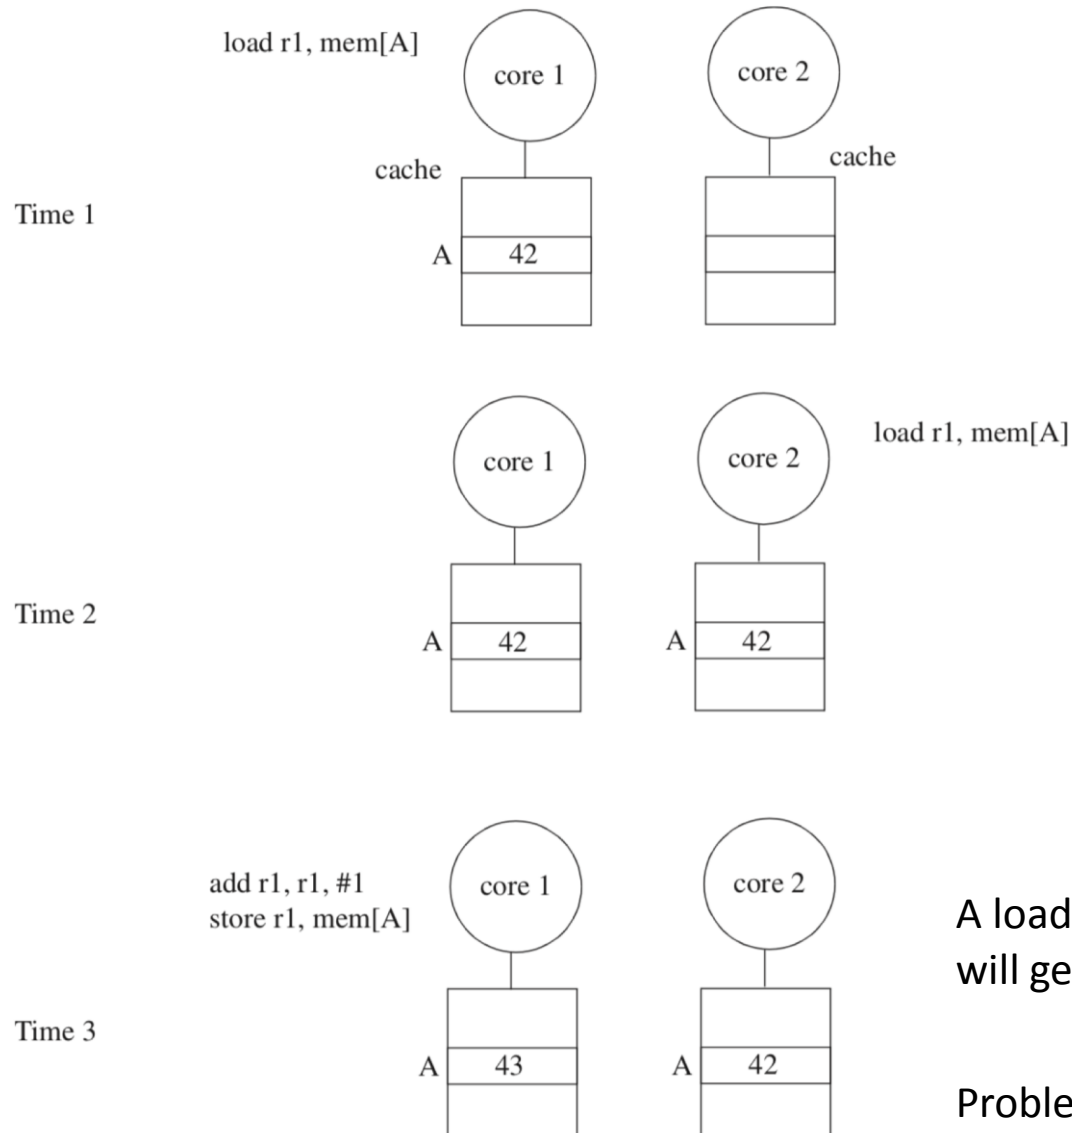 load r1, mem[A]
core 1
core 2
cache
cache
Time 1
A 42
core 1
core 2
load r1, mem[A]
Time 2
A 42
A 42
add r1, r1, #1
store r1, mem[A]
core 1
core 2
A load
will
Time 3
A 43
A 42